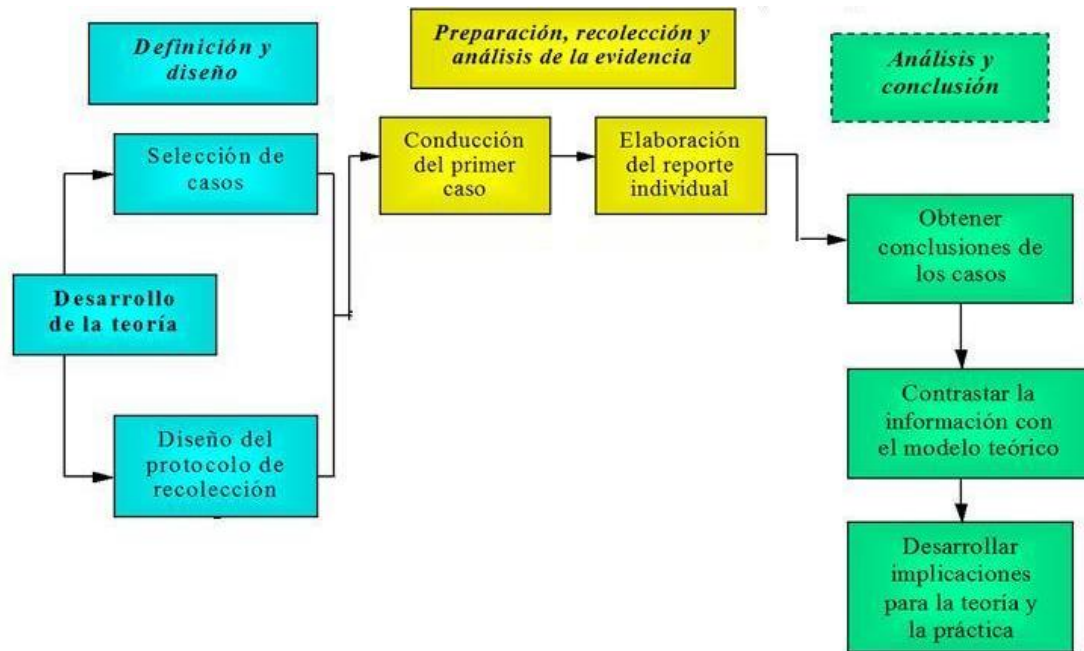 Definición y
diseño
Preparación, recolección y
análisis de la evidencia
Análisis y
conclusión
Selección de
casos
Conducción
del primer
caso
Elaboración
del reporte
individual
Obtener
conclusiones de
los casos
Desarrollo
de la teoría
Contrastar la
información con
el modelo teórico
Diseño del
protocolo de
recolección
Desarrollar
implicaciones
para la teoría y
la práctica